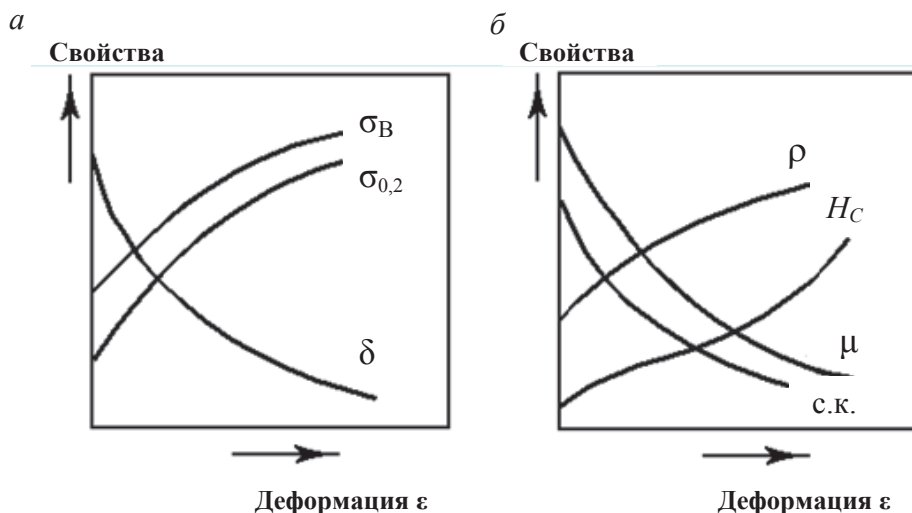 а
Свойства
σВ
σ0,2
δ
Деформация ε
б
Свойства
ρ
HC
μ
с.к.
Деформация ε